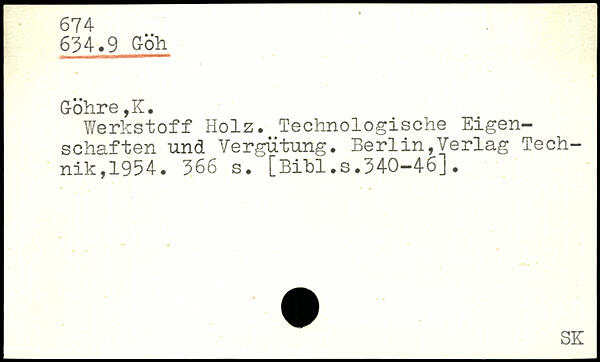 674
634.9 Göh
Göhre,K.
Werkstoff Holz. Technologische Eigen-
schaften und Vergütung. Berlin,Verlag Tech-
nik,1954. 366 s. [Bibl.s.340-46].
SK